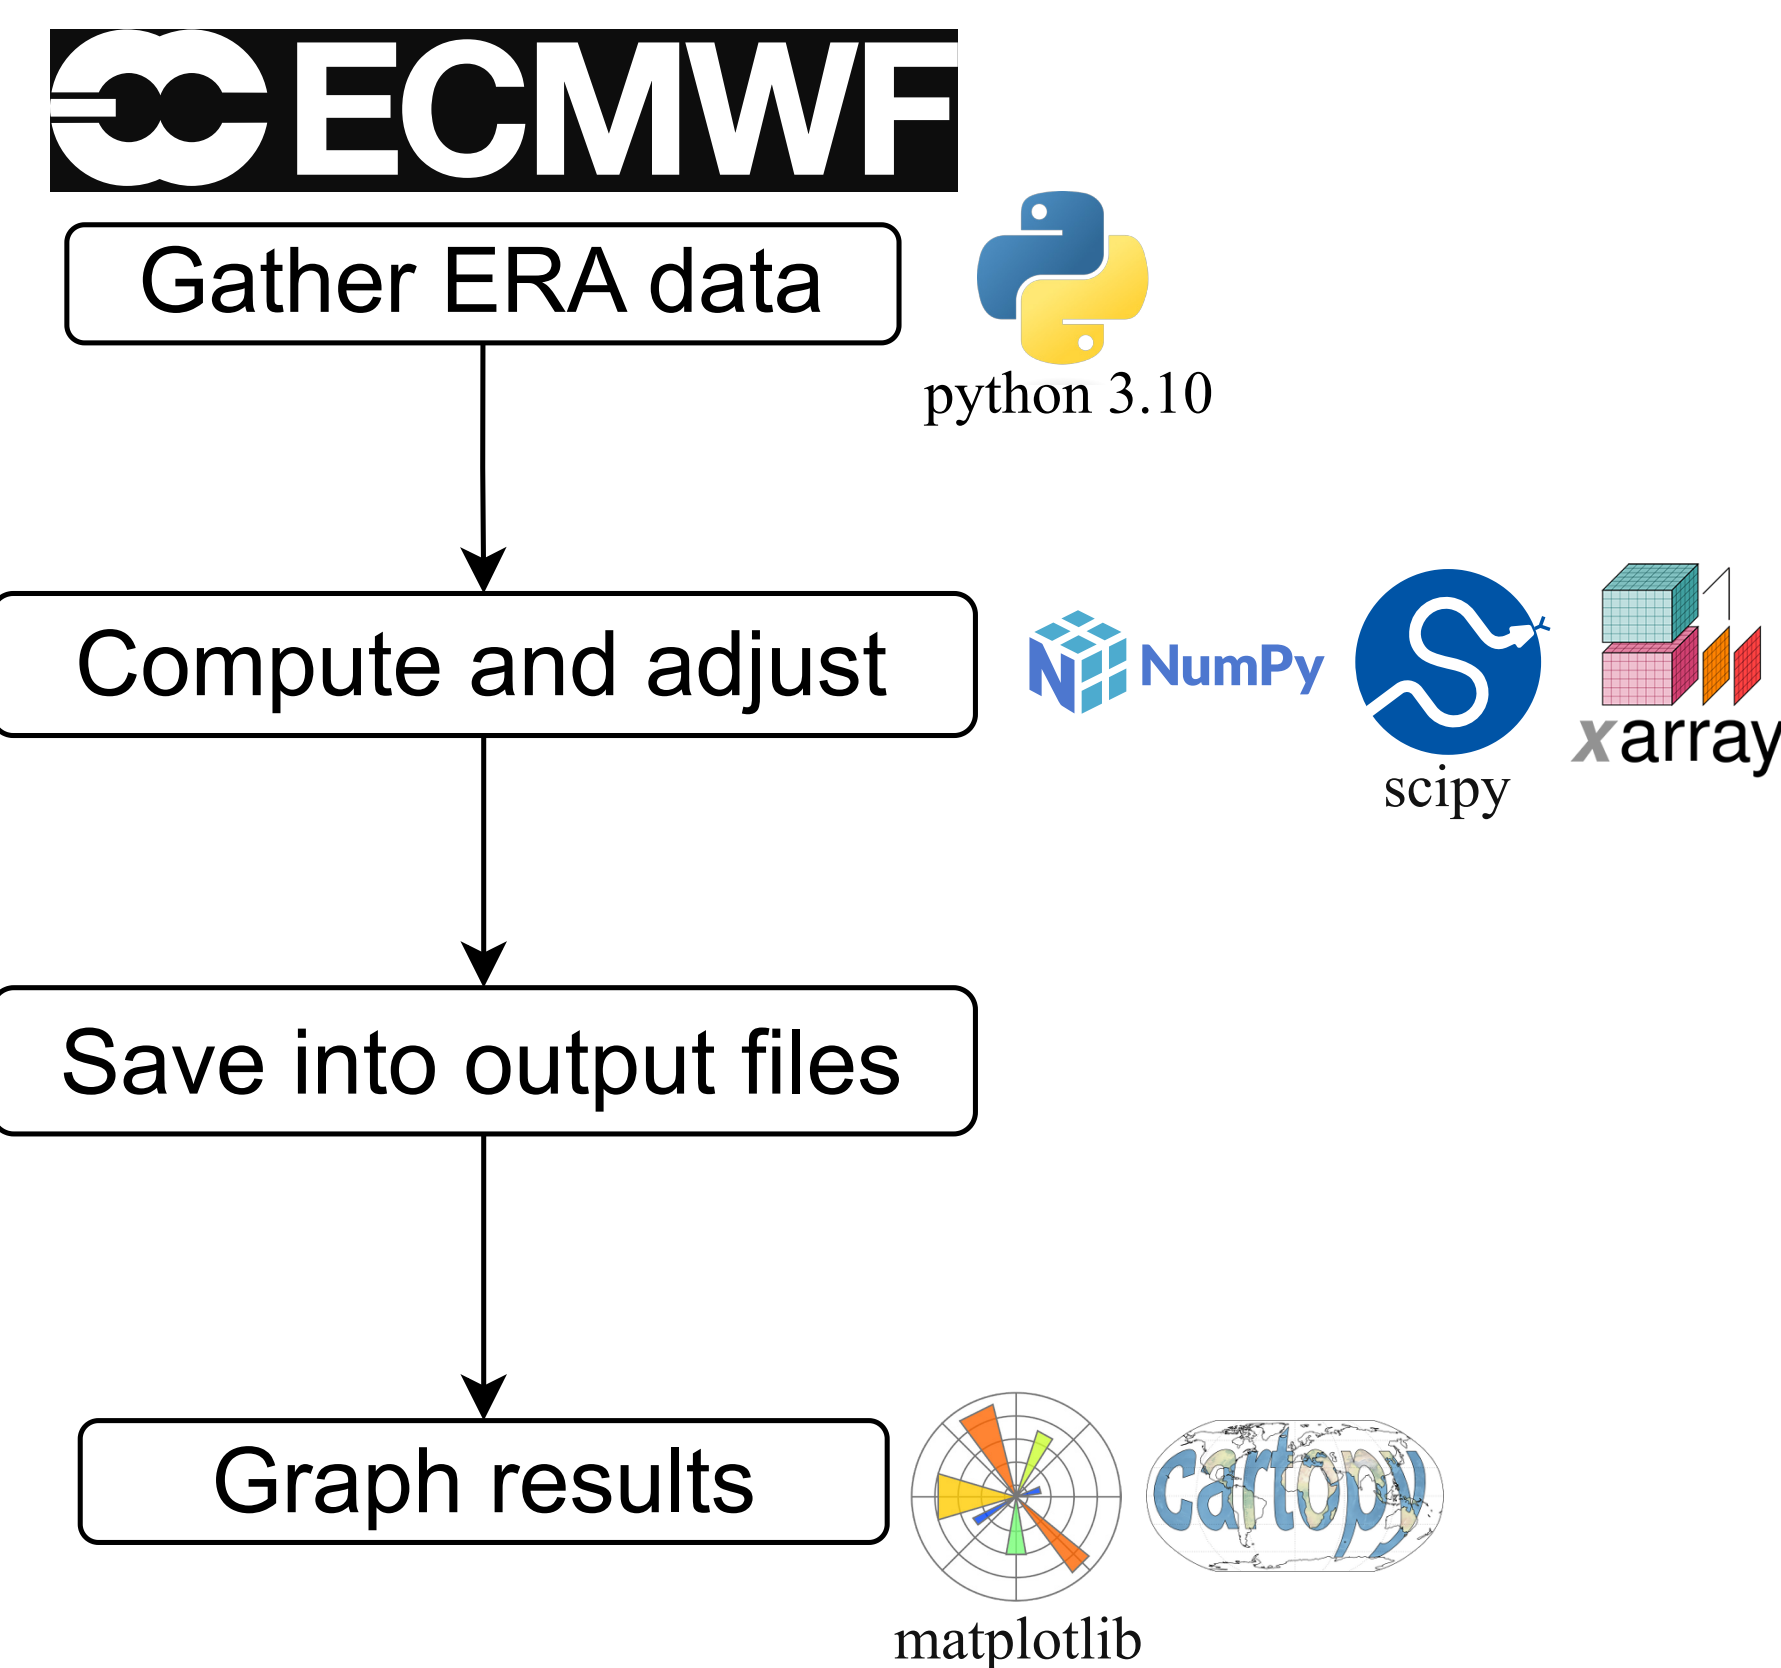 ECMWF
Gather ERA data
python 3.10
Compute and adjust
NumPy
scipy
xarray
Save into output files
Graph results
cartopy
matplotlib